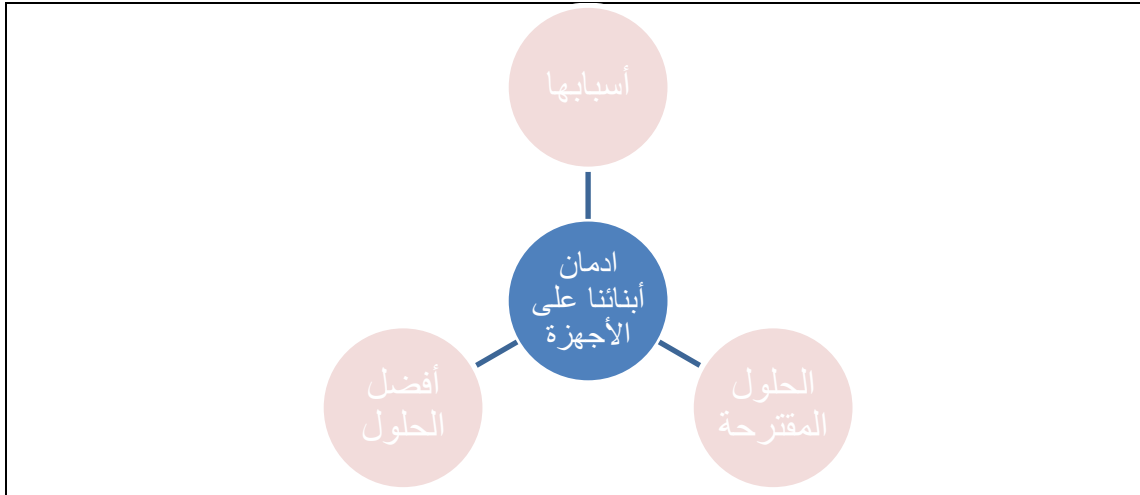 أسبابها
ادمان
أبنائنا على
الأجهزة
الحلول
المقترحة
أفضل
الحلول